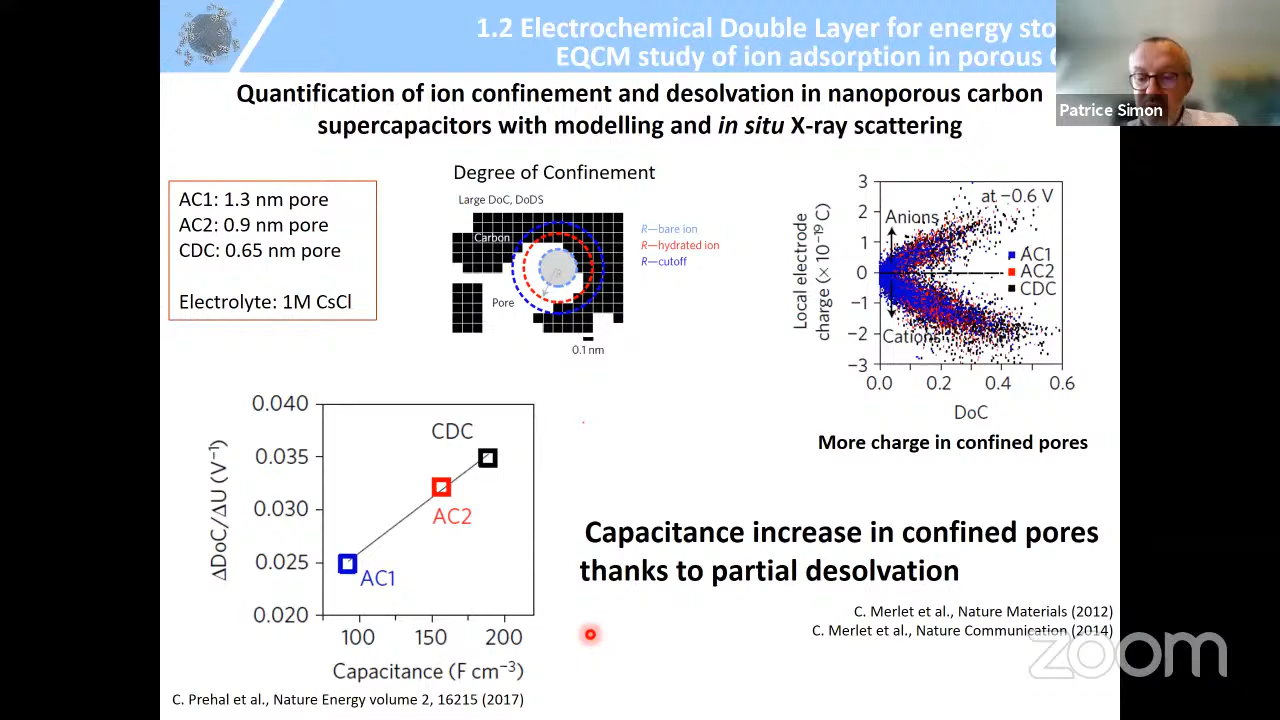 1.2 Electrochemical Double Layer for energy sto
EQCM study of ion adsorption in porous
Patrice Simon
Quantification of ion confinement and desolvation in nanoporous carbon
supercapacitors with modelling and in situ X-ray scattering
AC1: 1.3 nm pore
AC2: 0.9 nm pore
CDC: 0.65 nm pore
Electrolyte: 1M CsCl
Degree of Confinement
Large DoC, DoDS
Carbon
Pore
R
0.1 nm
R—bare ion
R—hydrated ion
R—cutoff
Local electrode
charge (× 10⁻¹⁹ C)
3
2
1
0
−1
−2
−3
at −0.6 V
Anions
Cations
AC1
AC2
CDC
0.0 0.2 0.4 0.6
DoC
More charge in confined pores
ΔDoC/ΔU (V⁻¹)
0.040
0.035
0.030
0.025
0.020
CDC
AC2
AC1
100 150 200
Capacitance (F cm⁻³)
Capacitance increase in confined pores
thanks to partial desolvation
C. Merlet et al., Nature Materials (2012)
C. Merlet et al., Nature Communication (2014)
zoom
C. Prehal et al., Nature Energy volume 2, 16215 (2017)